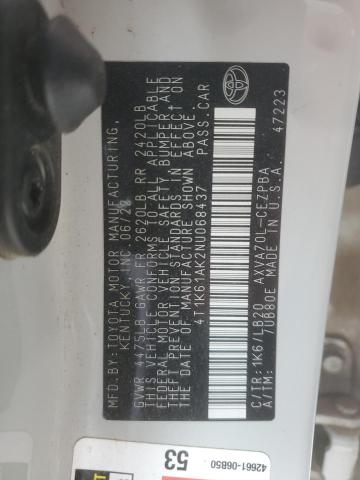 MFD.BY:TOYOTA MOTOR MANUFACTURING,
KENTUCKY, INC. 06/22
GVWR 4475LB GAWR FR 2620LB RR 2420LB
THIS VEHICLE CONFORMS TO ALL APPLICABLE
FEDERAL MOTOR VEHICLE SAFETY, BUMPER, AND
THEFT PREVENTION STANDARDS IN EFFECT ON
THE DATE OF MANUFACTURE SHOWN ABOVE.
4T1K61AK2NU068437 PASS.CAR
C/TR: 1K6/LB20 AXVA70L-CEZPBA
A/TM: 7UB80E MADE IN U.S.A. 47223
42661-06B50
53